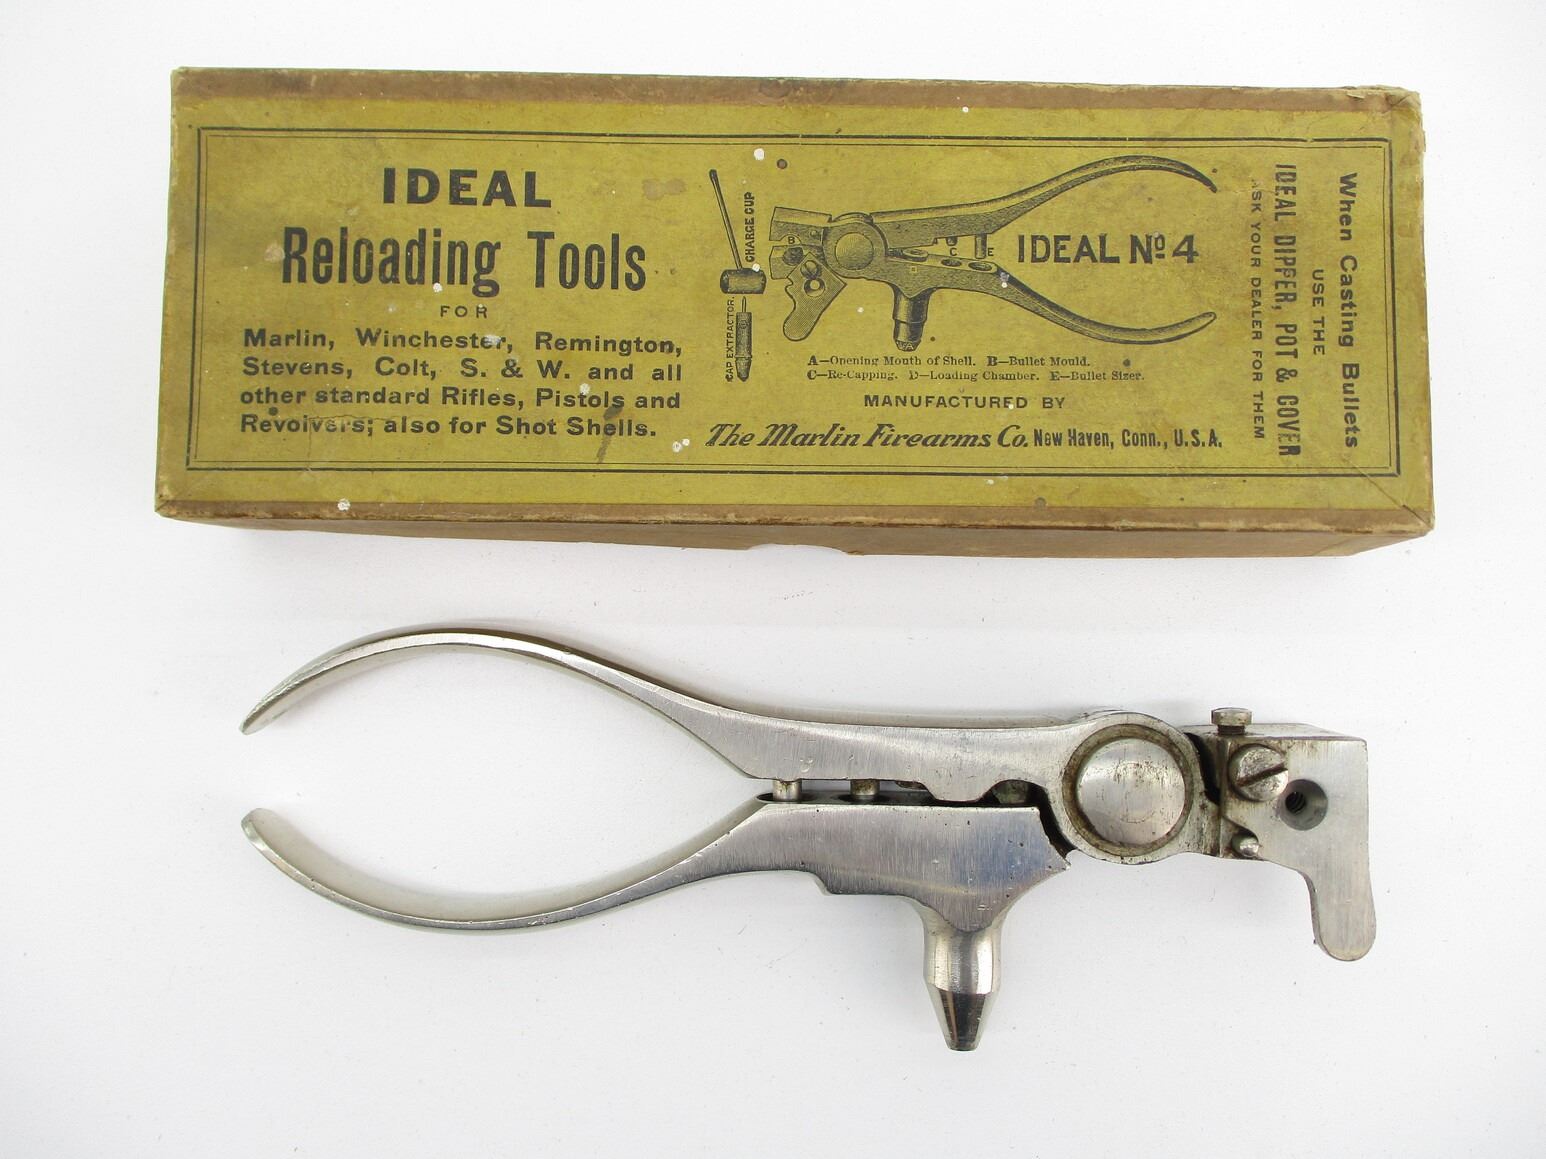 IDEAL
Reloading Tools
FOR
Marlin, Winchester, Remington,
Stevens, Colt, S. & W. and all
other standard Rifles, Pistols and
Revolvers; also for Shot Shells.
CHARGE CUP
CAP EXTRACTOR.
B
C
E
D
A
IDEAL No 4
A—Opening Mouth of Shell. B—Bullet Mould.
C—Re-Capping. D—Loading Chamber. E—Bullet Sizer.
MANUFACTURED BY
The Marlin Firearms Co. New Haven, Conn., U.S.A.
When Casting Bullets
USE THE
IDEAL DIPPER, POT & COVER
ASK YOUR DEALER FOR THEM